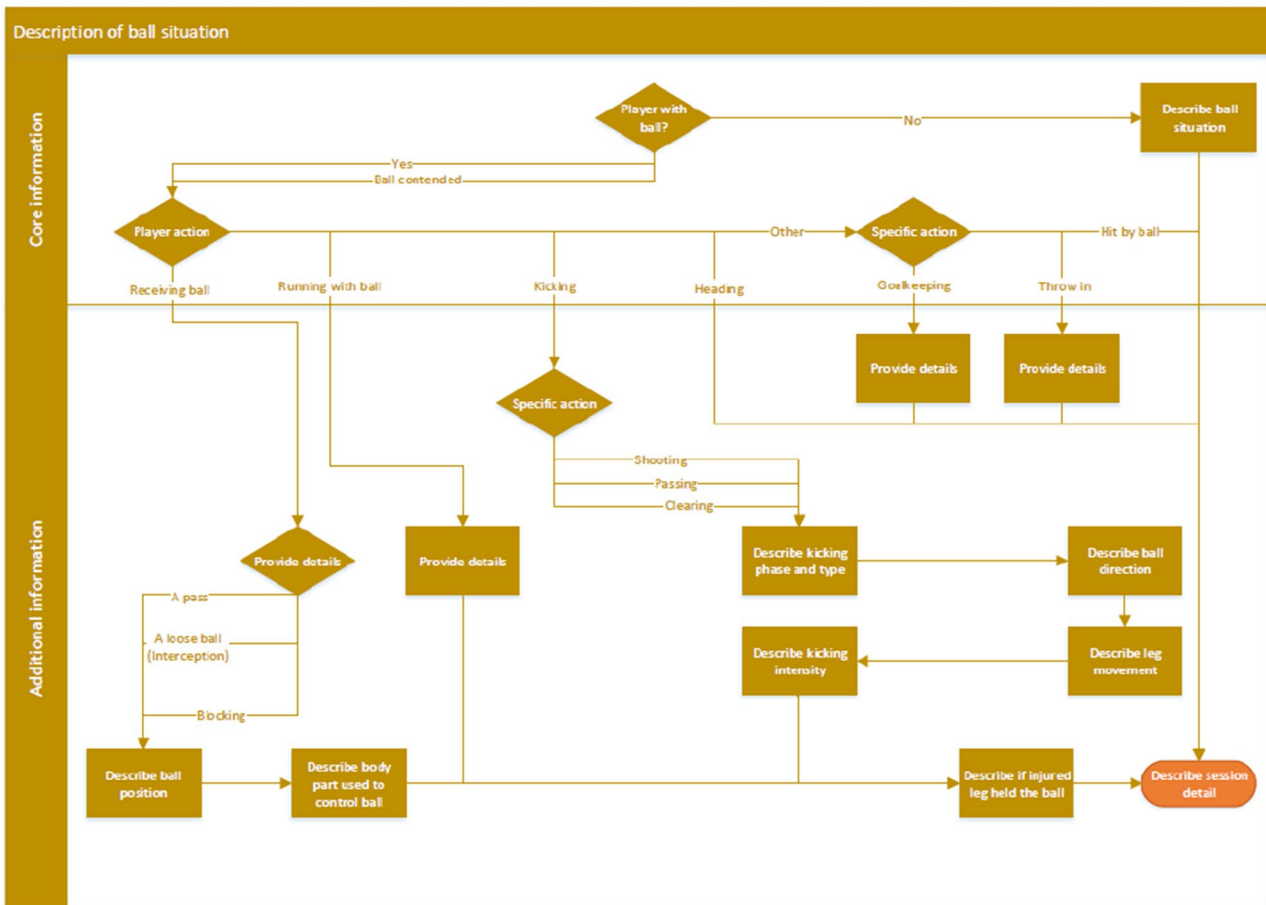 Description of ball situation
Core information
Player with
ball?
No
Describe ball
situation
Yes
Ball contended
Player action
Other
Specific action
Hit by ball
Receiving ball
Running with ball
Kicking
Heading
Goalkeeping
Throw in
Additional information
Provide details
Provide details
Specific action
Shooting
Passing
Clearing
Provide details
Provide details
Describe kicking
phase and type
Describe ball
direction
A pass
A loose ball
(Interception)
Describe kicking
intensity
Describe leg
movement
Blocking
Describe ball
position
Describe body
part used to
control ball
Describe if injured
leg held the ball
Describe session
detail